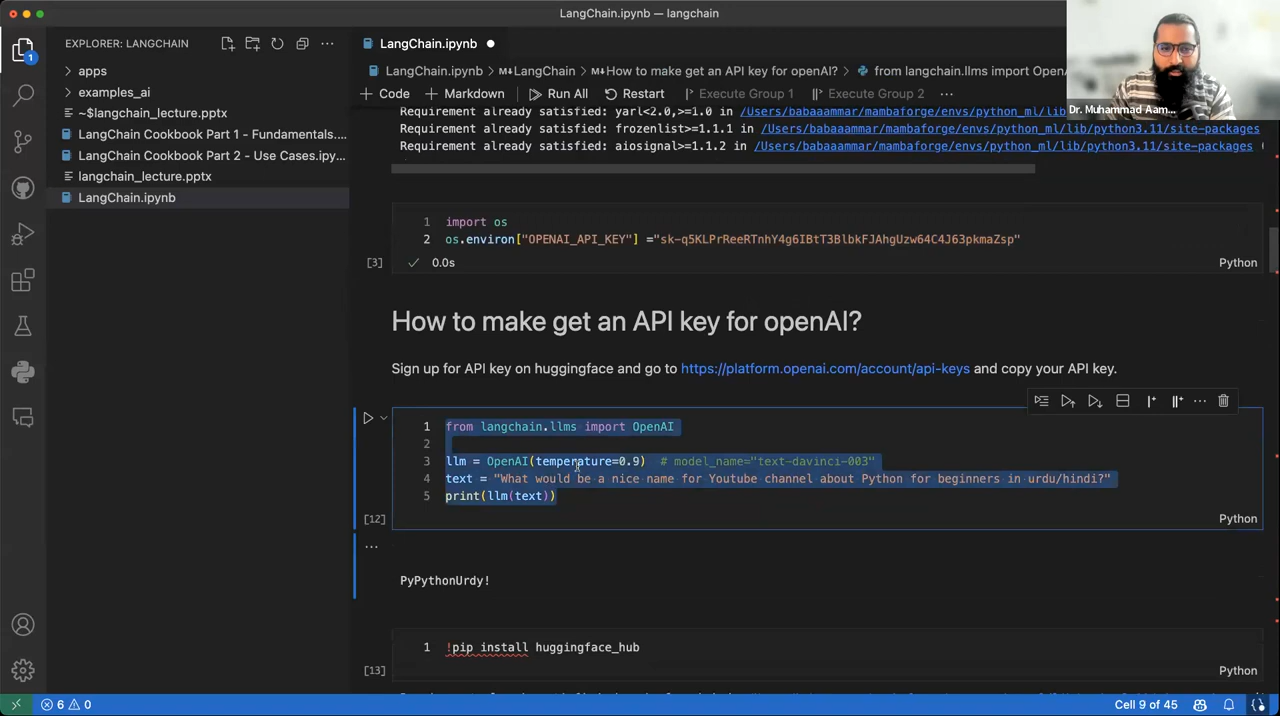 LangChain.ipynb — langchain
EXPLORER: LANGCHAIN
1
apps
examples_ai
~$langchain_lecture.pptx
LangChain Cookbook Part 1 - Fundamentals....
LangChain Cookbook Part 2 - Use Cases.ipy...
langchain_lecture.pptx
LangChain.ipynb
LangChain.ipynb
LangChain.ipynb > LangChain > How to make get an API key for openAI? > from langchain.llms import OpenA
Code Markdown Run All Restart Execute Group 1 Execute Group 2 ...
Dr. Muhammad Aam...
Requirement already satisfied: yarl<2.0,>=1.0 in /Users/babaaammar/mambaforge/envs/python_ml/lib
Requirement already satisfied: frozenlist>=1.1.1 in /Users/babaaammar/mambaforge/envs/python_ml/lib/python3.11/site-packages
Requirement already satisfied: aiosignal>=1.1.2 in /Users/babaaammar/mambaforge/envs/python_ml/lib/python3.11/site-packages (
1 import os
2 os.environ["OPENAI_API_KEY"] ="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"
[3] 0.0s Python
How to make get an API key for openAI?
Sign up for API key on huggingface and go to https://platform.openai.com/account/api-keys and copy your API key.
1 from langchain.llms import OpenAI
2
3 llm = OpenAI(temperature=0.9) # model_name="text-davinci-003"
4 text = "What would be a nice name for Youtube channel about Python for beginners in urdu/hindi?"
5 print(llm(text))
[12] Python
...
PyPythonUrdy!
1 !pip install huggingface_hub
[13] Python
6 0 Cell 9 of 45